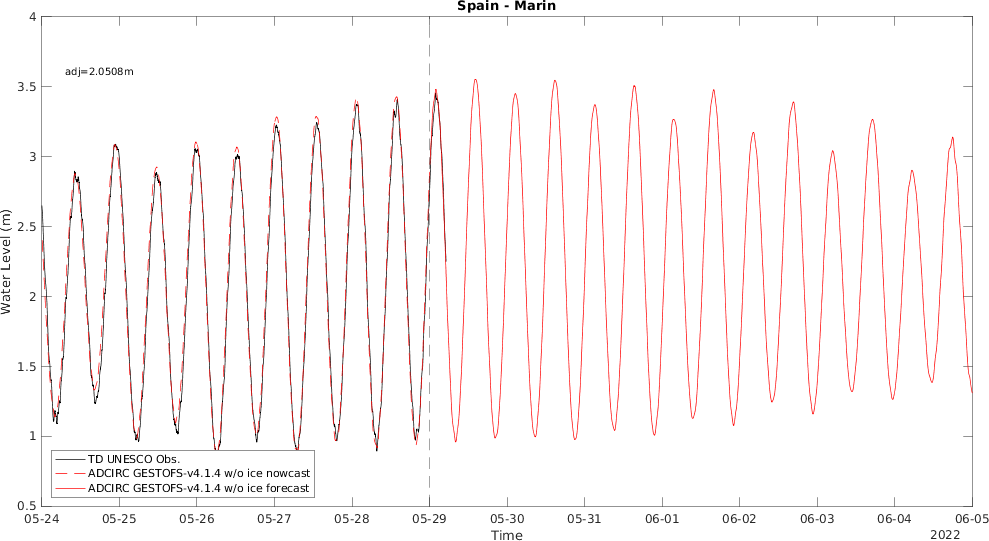 Spain - Marin
4
3.5
3
2.5
2
1.5
1
0.5
Water Level (m)
adj=2.0508m
TD UNESCO Obs.
ADCIRC GESTOFS-v4.1.4 w/o ice nowcast
ADCIRC GESTOFS-v4.1.4 w/o ice forecast
05-24 05-25 05-26 05-27 05-28 05-29 05-30 05-31 06-01 06-02 06-03 06-04 06-05
Time
2022